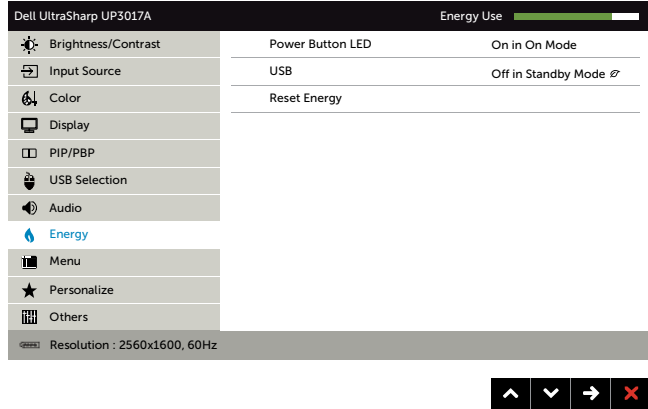 Dell UltraSharp UP3017A Energy Use
Brightness/Contrast Power Button LED On in On Mode
Input Source USB Off in Standby Mode
Color Reset Energy
Display
PIP/PBP
USB Selection
Audio
Energy
Menu
Personalize
Others
Resolution : 2560x1600, 60Hz